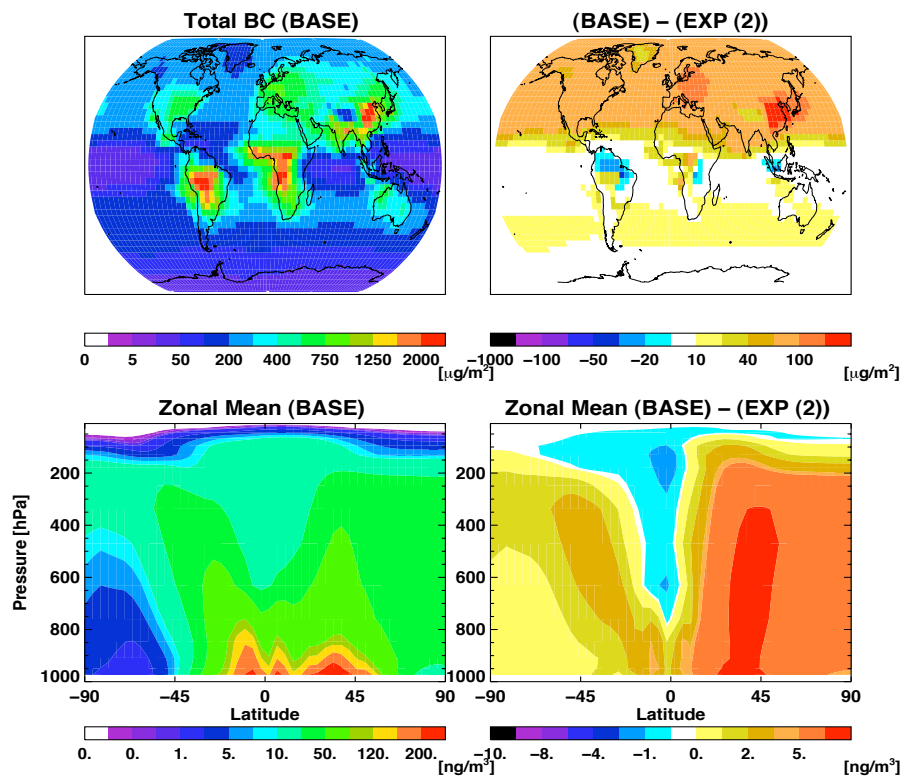 Total BC (BASE)
(BASE) − (EXP (2))
0 5 50 200 400 750 1250 2000
[μg/m²]
−1000 −100 −50 −20 10 40 100
[μg/m²]
Zonal Mean (BASE)
Zonal Mean (BASE) − (EXP (2))
Pressure [hPa]
200
400
600
800
1000
−90 −45 0 45 90
Latitude
200
400
600
800
1000
−90 −45 0 45 90
Latitude
0. 0. 1. 5. 10. 50. 120. 200.
[ng/m³]
−10. −8. −4. −1. 0. 2. 5.
[ng/m³]